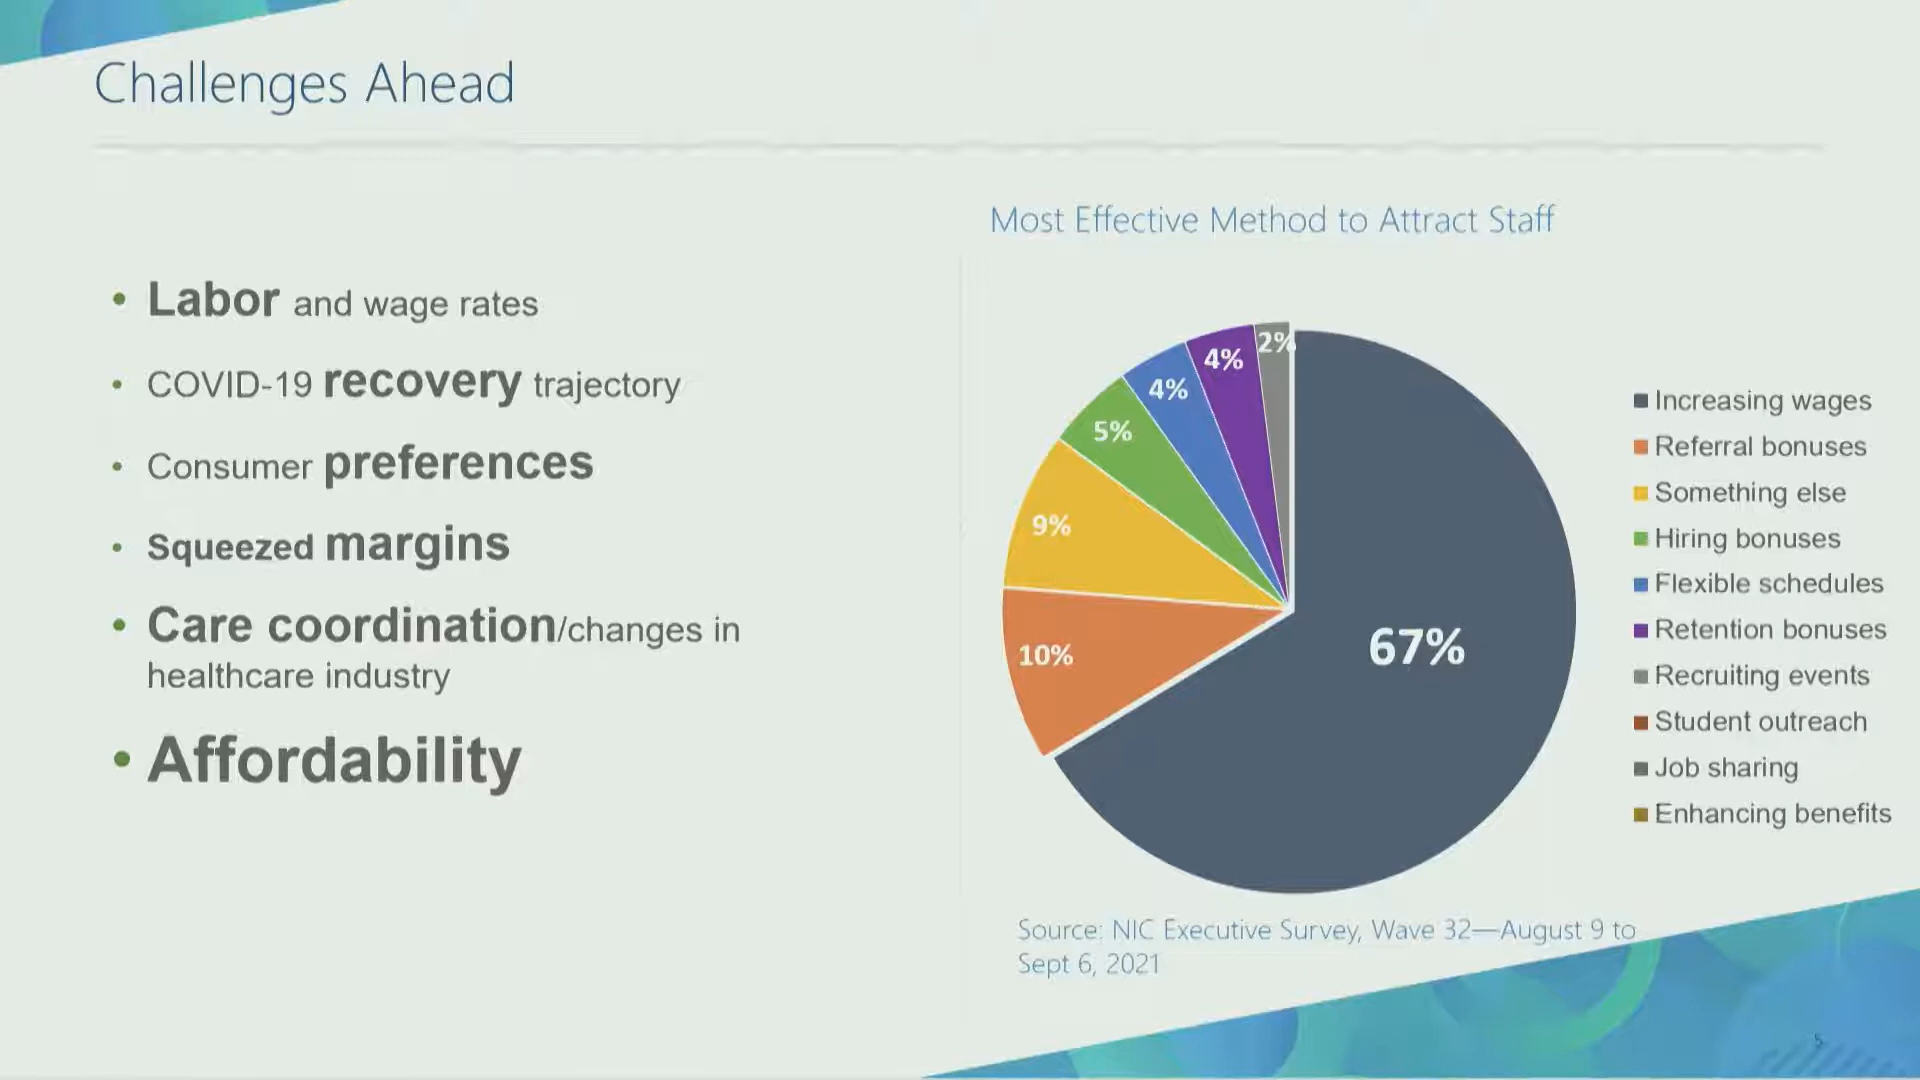 Challenges Ahead
• Labor and wage rates
• COVID-19 recovery trajectory
• Consumer preferences
• Squeezed margins
• Care coordination/changes in
healthcare industry
• Affordability
Most Effective Method to Attract Staff
2%
4%
4%
5%
9%
10%
67%
Increasing wages
Referral bonuses
Something else
Hiring bonuses
Flexible schedules
Retention bonuses
Recruiting events
Student outreach
Job sharing
Enhancing benefits
Source: NIC Executive Survey, Wave 32—August 9 to
Sept 6, 2021
5